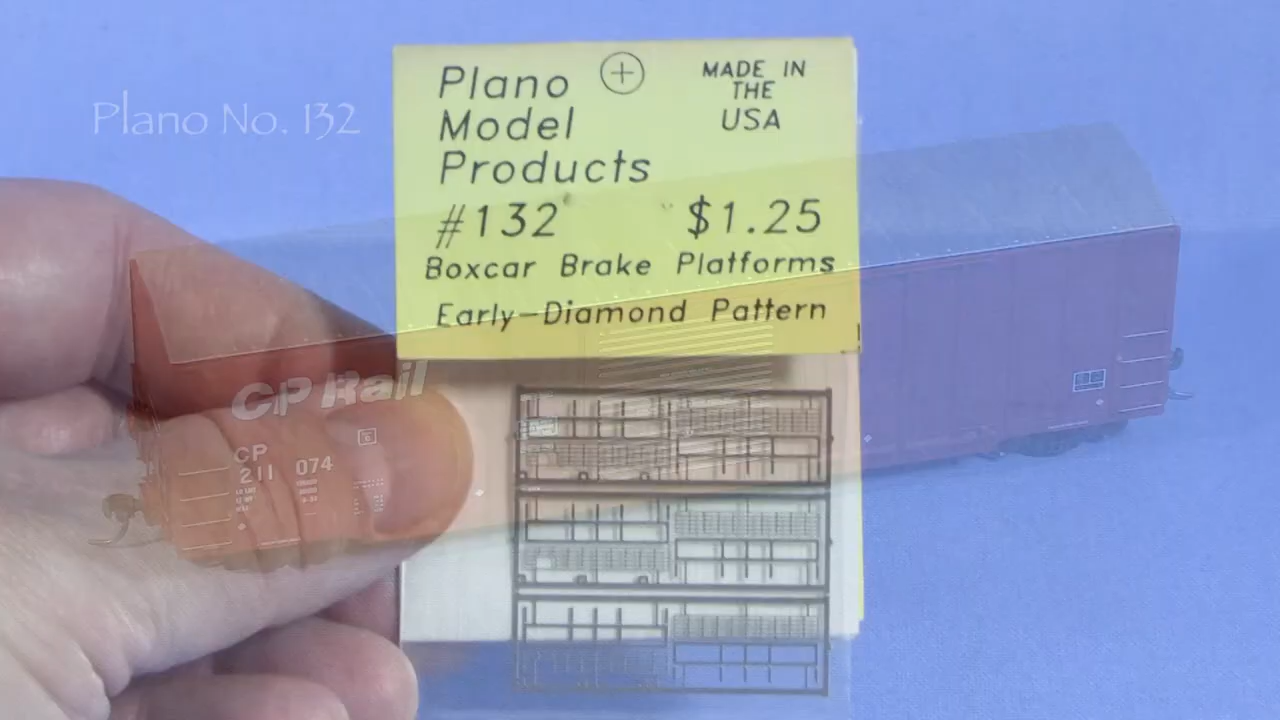 Plano No. 132
Plano
Model
Products
MADE IN
THE
USA
#132 $1.25
Boxcar Brake Platforms
Early-Diamond Pattern
CP Rail
CP
211 074